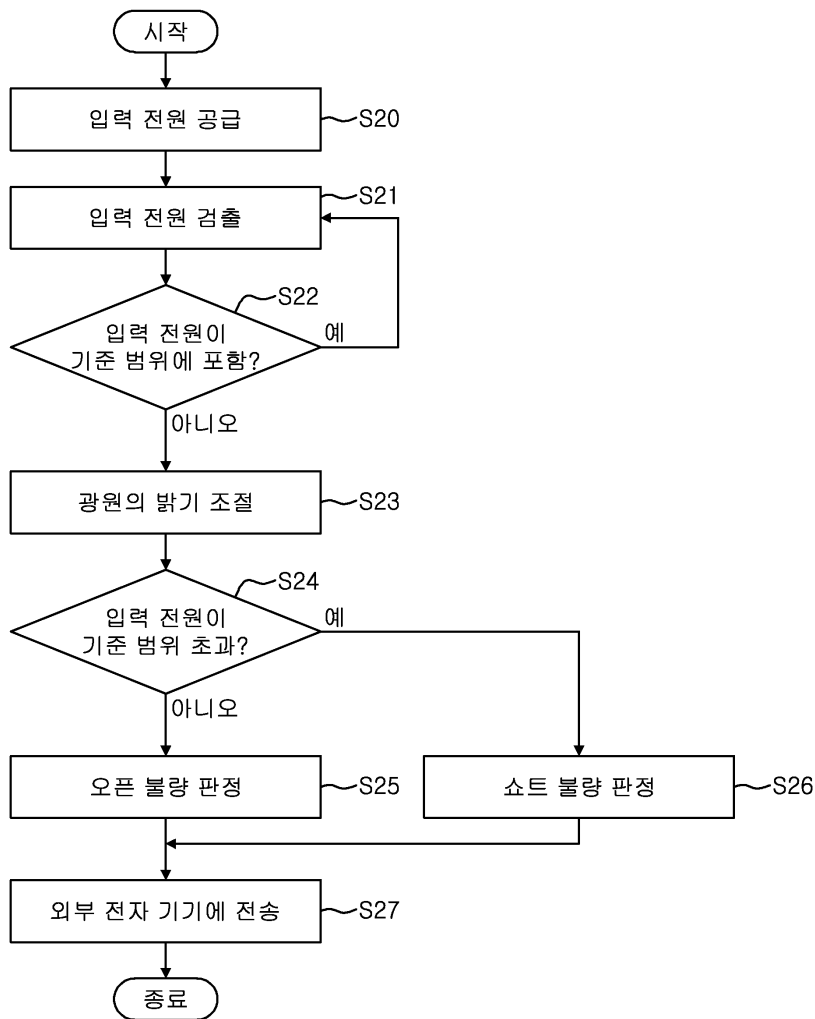 시작
입력 전원 공급
S20
입력 전원 검출
S21
S22
입력 전원이
기준 범위에 포함?
예
아니오
광원의 밝기 조절
S23
S24
입력 전원이
기준 범위 초과?
예
아니오
오픈 불량 판정
S25
쇼트 불량 판정
S26
외부 전자 기기에 전송
S27
종료